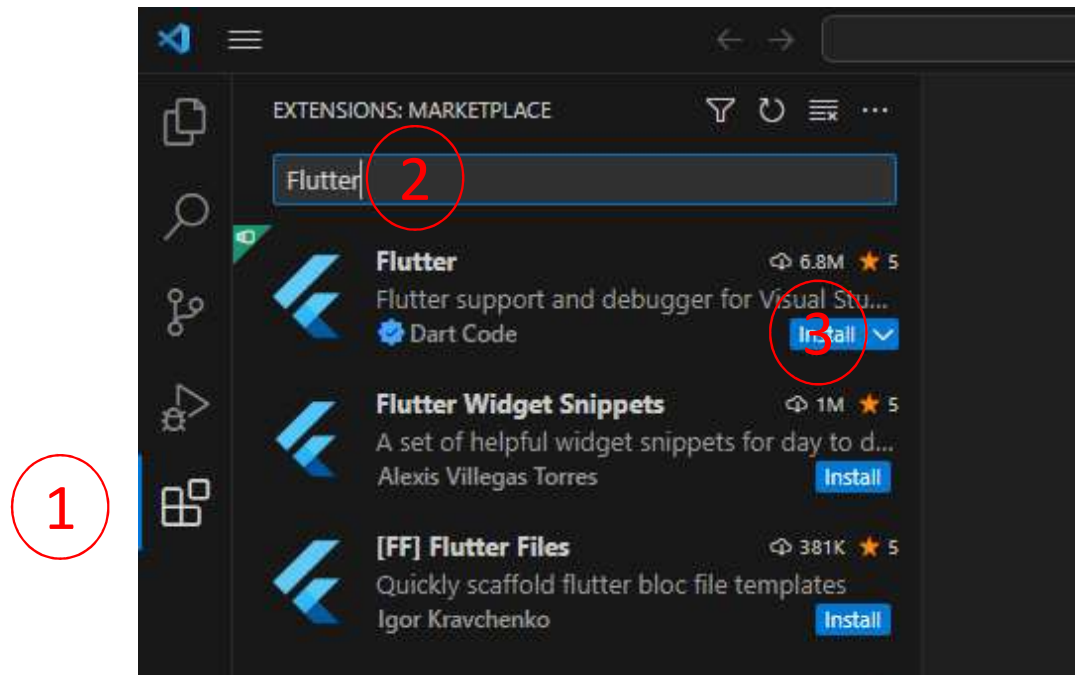 EXTENSIONS: MARKETPLACE
Flutter 2
Flutter 6.8M 5
Flutter support and debugger for Visual Stu...
Dart Code Install 3
Flutter Widget Snippets 1M 5
A set of helpful widget snippets for day to d...
Alexis Villegas Torres Install
1
[FF] Flutter Files 381K 5
Quickly scaffold flutter bloc file templates
Igor Kravchenko Install